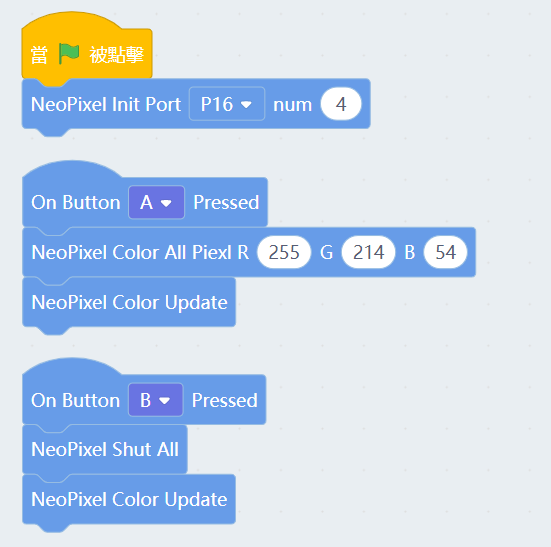 當 被點擊
NeoPixel Init Port P16 num 4
On Button A Pressed
NeoPixel Color All Piexl R 255 G 214 B 54
NeoPixel Color Update
On Button B Pressed
NeoPixel Shut All
NeoPixel Color Update